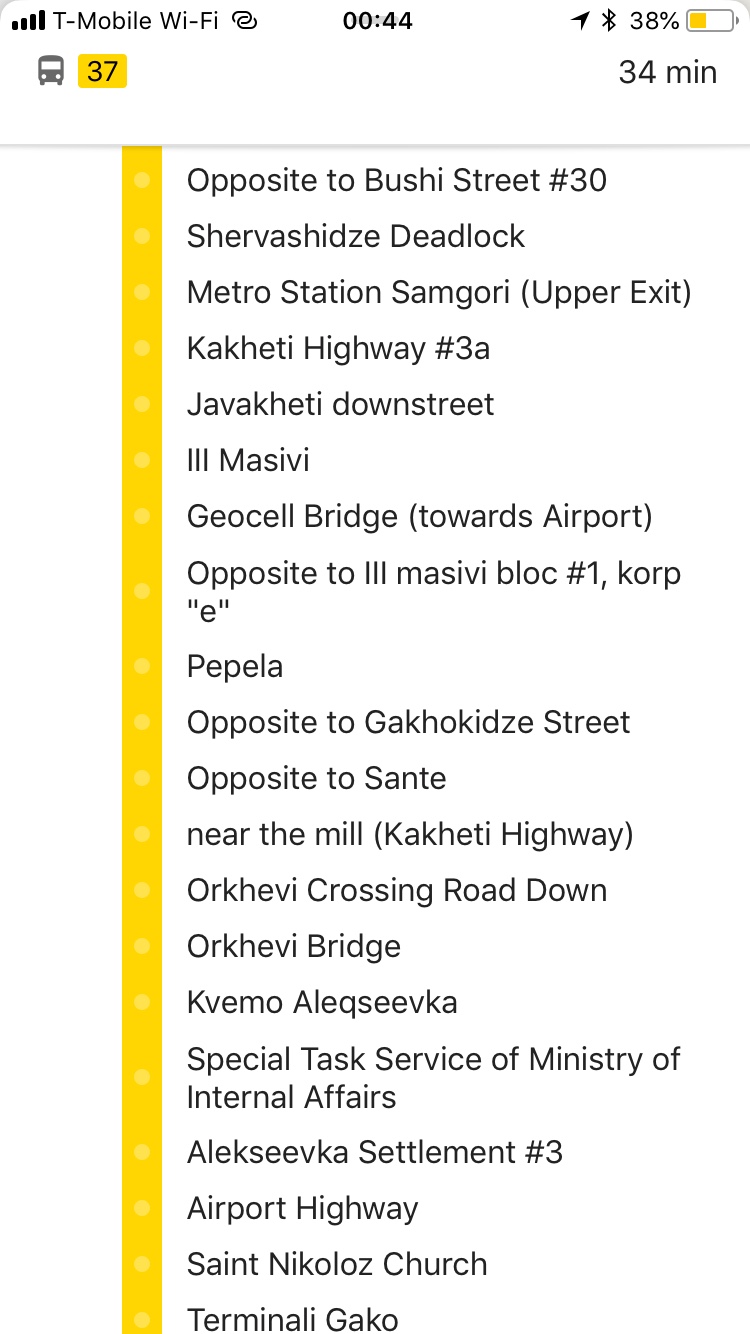 T-Mobile Wi-Fi 00:44 38%
37 34 min
Opposite to Bushi Street #30
Shervashidze Deadlock
Metro Station Samgori (Upper Exit)
Kakheti Highway #3a
Javakheti downstreet
III Masivi
Geocell Bridge (towards Airport)
Opposite to III masivi bloc #1, korp
"e"
Pepela
Opposite to Gakhokidze Street
Opposite to Sante
near the mill (Kakheti Highway)
Orkhevi Crossing Road Down
Orkhevi Bridge
Kvemo Aleqseevka
Special Task Service of Ministry of
Internal Affairs
Alekseevka Settlement #3
Airport Highway
Saint Nikoloz Church
Terminali Gako